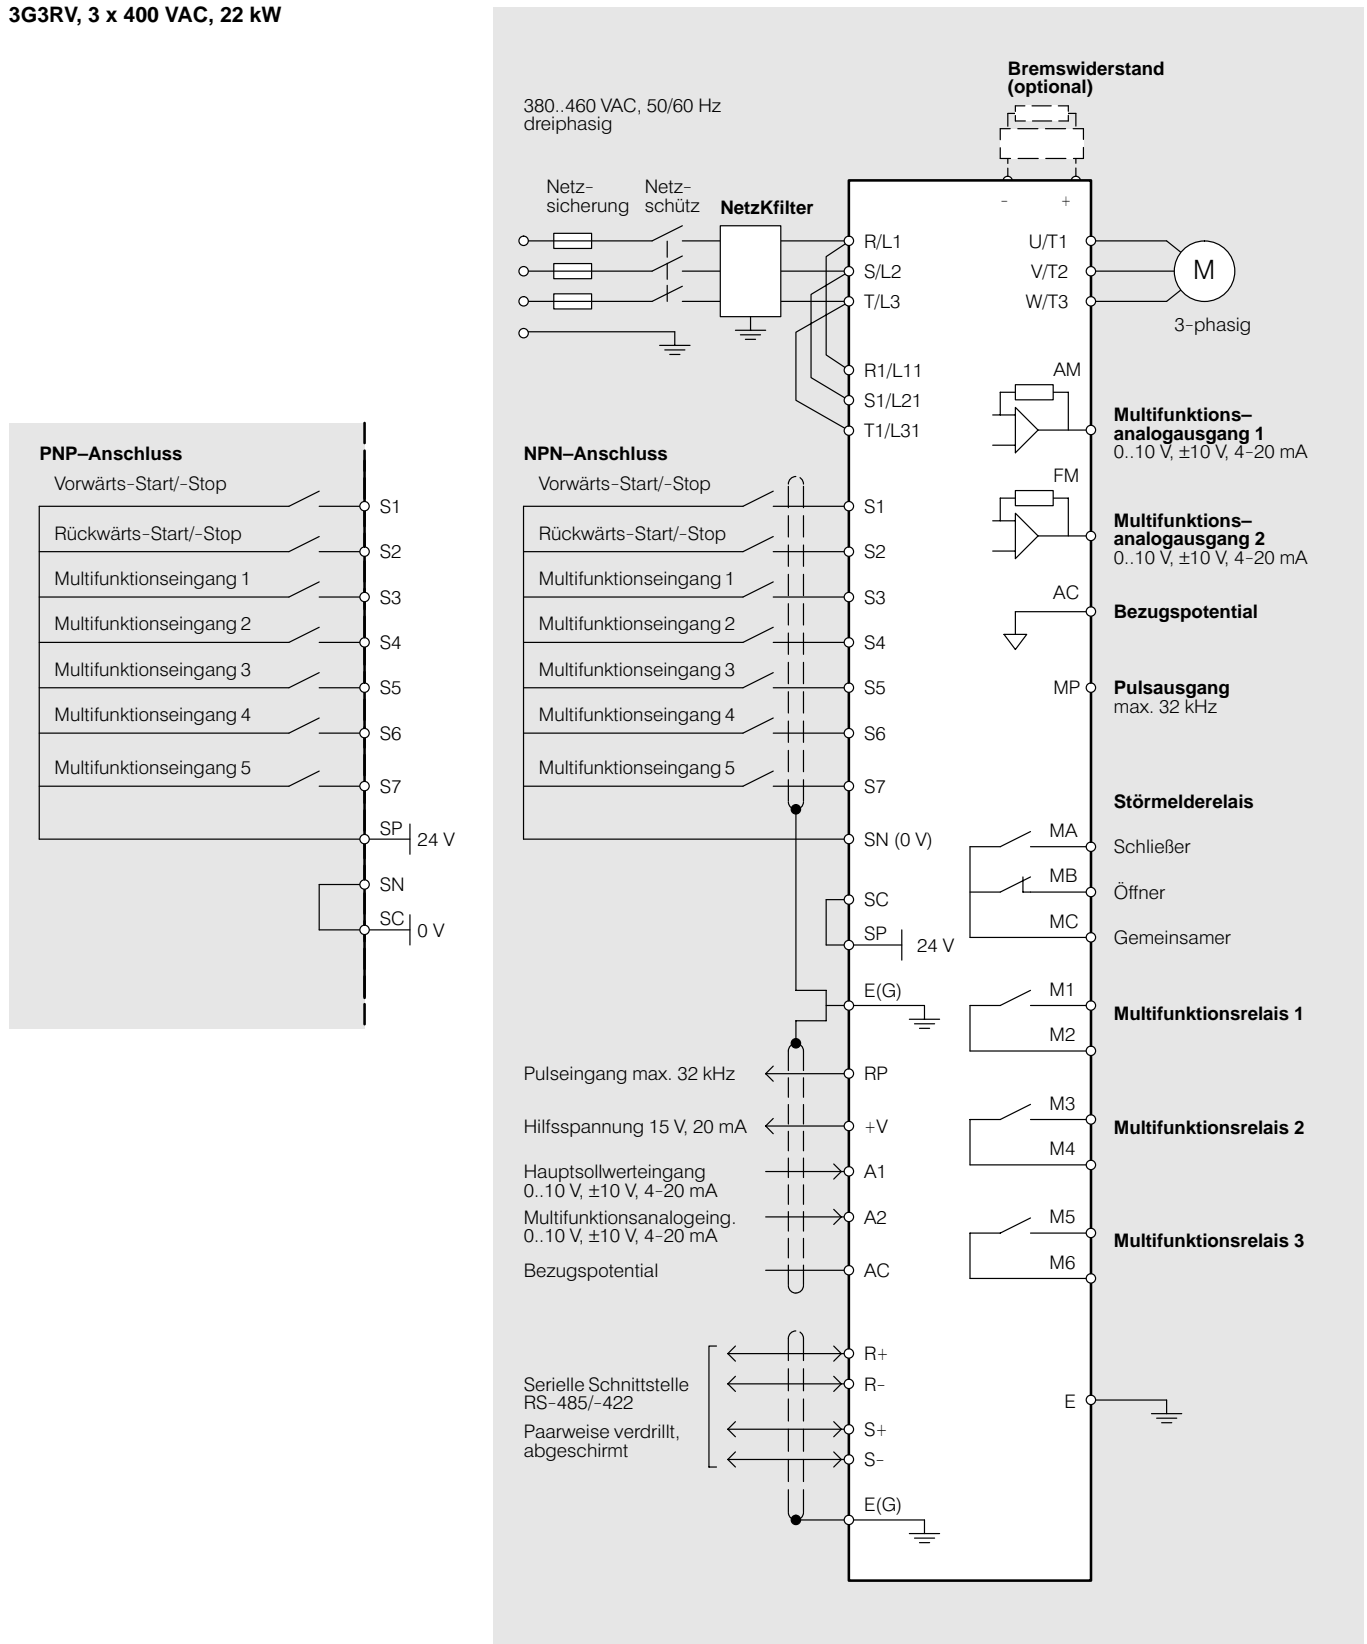 3G3RV, 3 x 400 VAC, 22 kW
Bremswiderstand
(optional)
380..460 VAC, 50/60 Hz
dreiphasig
Netz-
sicherung
Netz-
schütz
NetzKfilter
-
+
R/L1
S/L2
T/L3
U/T1
V/T2
W/T3
M
3-phasig
R1/L11
S1/L21
T1/L31
AM
Multifunktions–
analogausgang 1
0..10 V, ±10 V, 4-20 mA
FM
Multifunktions–
analogausgang 2
0..10 V, ±10 V, 4-20 mA
AC
Bezugspotential
MP
Pulsausgang
max. 32 kHz
PNP–Anschluss
Vorwärts-Start/-Stop
S1
Rückwärts-Start/-Stop
S2
Multifunktionseingang 1
S3
Multifunktionseingang 2
S4
Multifunktionseingang 3
S5
Multifunktionseingang 4
S6
Multifunktionseingang 5
S7
SP
24 V
SN
SC
0 V
NPN–Anschluss
Vorwärts-Start/-Stop
S1
Rückwärts-Start/-Stop
S2
Multifunktionseingang 1
S3
Multifunktionseingang 2
S4
Multifunktionseingang 3
S5
Multifunktionseingang 4
S6
Multifunktionseingang 5
S7
SN (0 V)
SC
SP
24 V
E(G)
Störmelderelais
MA
Schließer
MB
Öffner
MC
Gemeinsamer
M1
Multifunktionsrelais 1
M2
M3
Multifunktionsrelais 2
M4
M5
Multifunktionsrelais 3
M6
Pulseingang max. 32 kHz
RP
Hilfsspannung 15 V, 20 mA
+V
Hauptsollwerteingang
0..10 V, ±10 V, 4-20 mA
A1
Multifunktionsanalogeing.
0..10 V, ±10 V, 4-20 mA
A2
Bezugspotential
AC
R+
R-
Serielle Schnittstelle
RS-485/-422
Paarweise verdrillt,
abgeschirmt
S+
S-
E(G)
E